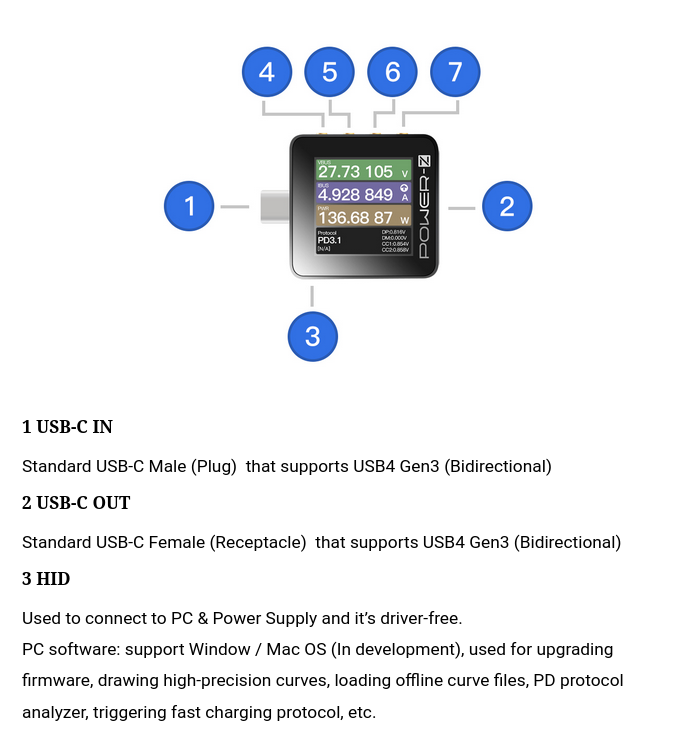 4 5 6 7
1
2
VBUS
27.73 105 V
IBUS
4.928 849 A
PWR
136.68 87 W
Protocol
PD3.1
[N/A]
DP:0.616V
DM:0.000V
CC1:0.854V
CC2:0.858V
POWER-Z
3
1 USB-C IN
Standard USB-C Male (Plug)  that supports USB4 Gen3 (Bidirectional)
2 USB-C OUT
Standard USB-C Female (Receptacle)  that supports USB4 Gen3 (Bidirectional)
3 HID
Used to connect to PC & Power Supply and it’s driver-free.
PC software: support Window / Mac OS (In development), used for upgrading
firmware, drawing high-precision curves, loading offline curve files, PD protocol
analyzer, triggering fast charging protocol, etc.